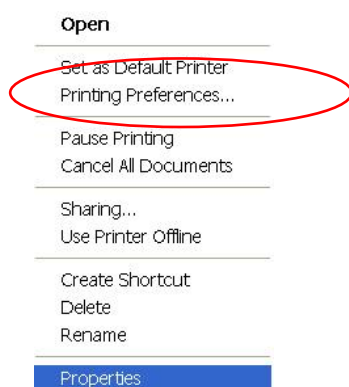 Open
Set as Default Printer
Printing Preferences...
Pause Printing
Cancel All Documents
Sharing...
Use Printer Offline
Create Shortcut
Delete
Rename
Properties